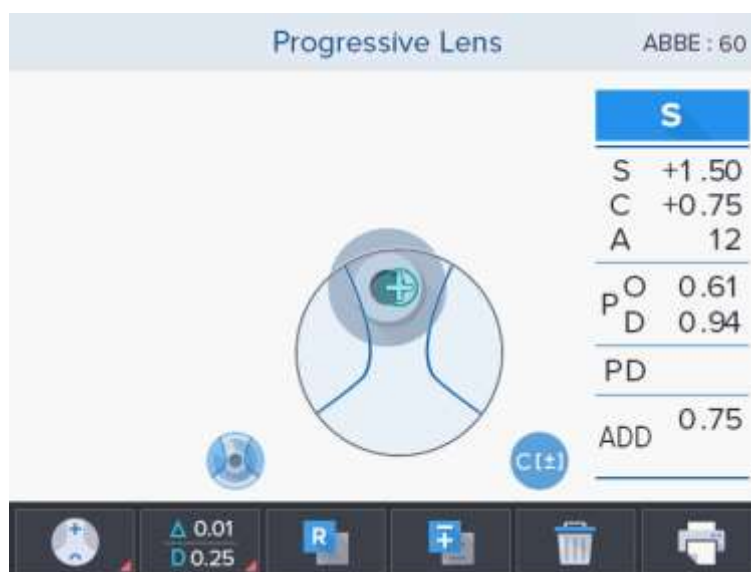 Progressive Lens
ABBE : 60
S
S +1.50
C +0.75
A 12
P O 0.61
D 0.94
PD
ADD 0.75
C[±]
Δ 0.01
D 0.25
R